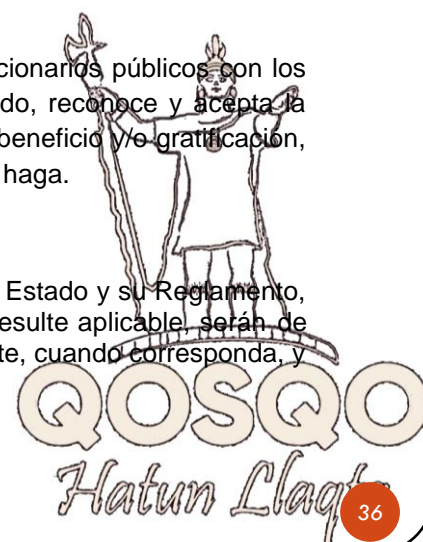 cionarios públicos con los
do, reconoce y acepta la
beneficio y/o gratificación,
haga.
Estado y su Reglamento,
esulte aplicable, serán de
te, cuando corresponda, y
QOSQO
Hatun Llaqta
36